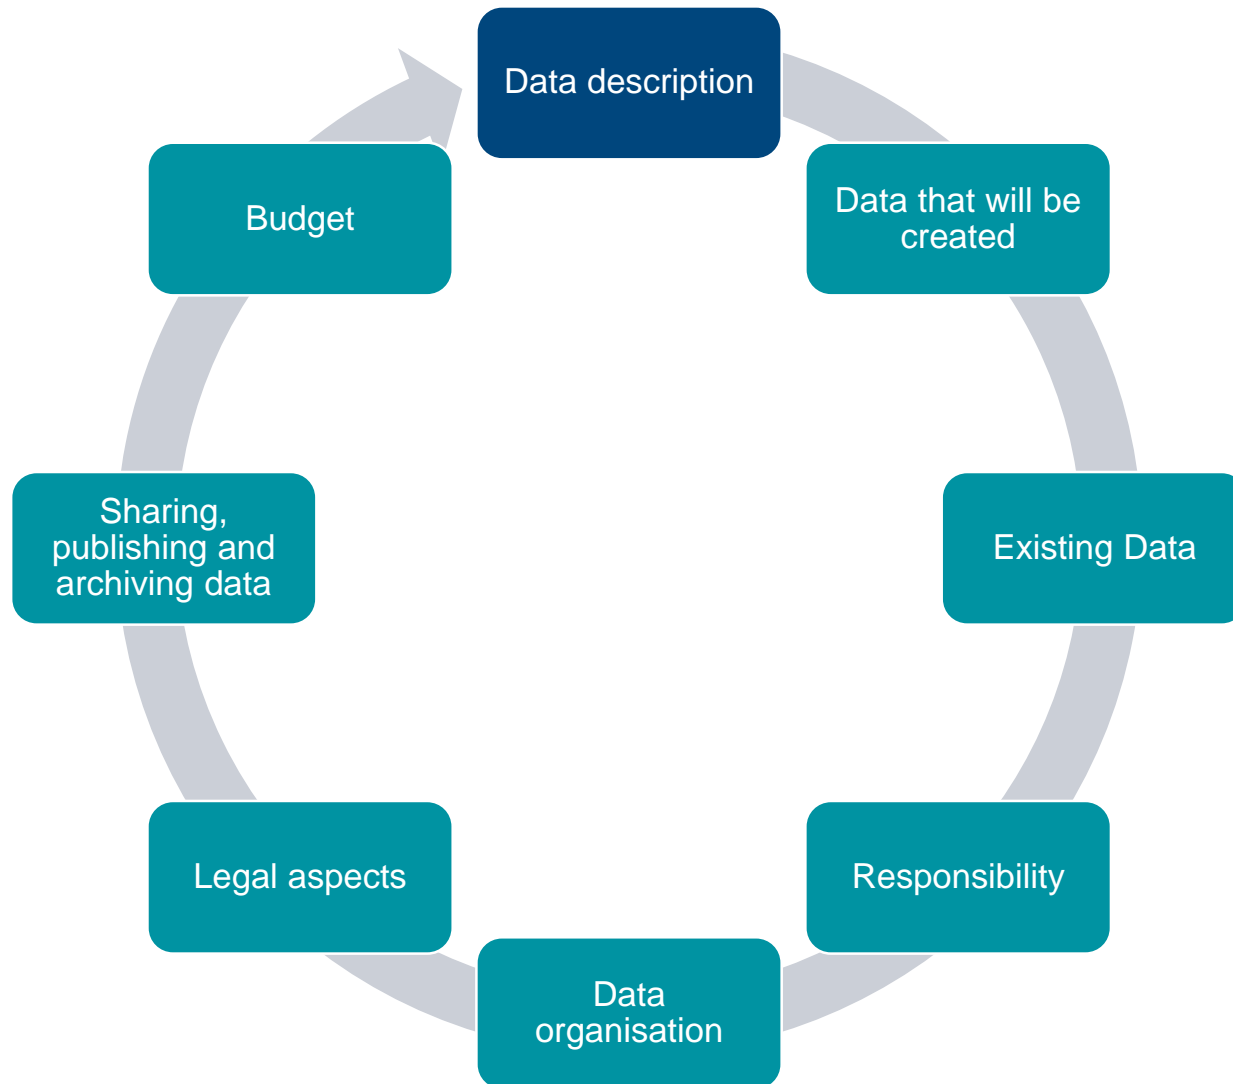 Data description
Data that will be
created
Existing Data
Responsibility
Data
organisation
Legal aspects
Sharing,
publishing and
archiving data
Budget